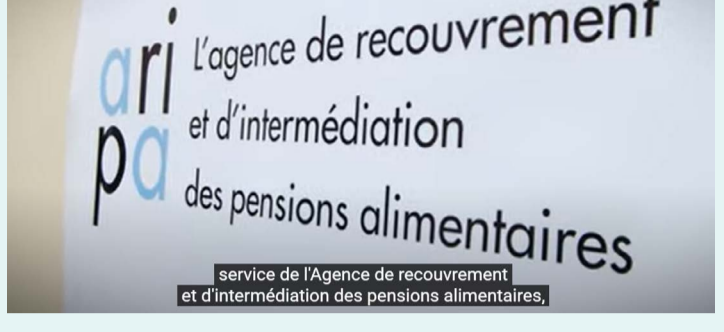 ari
pa
L'agence de recouvrement
et d'intermédiation
des pensions alimentaires
service de l'Agence de recouvrement
et d'intermédiation des pensions alimentaires,